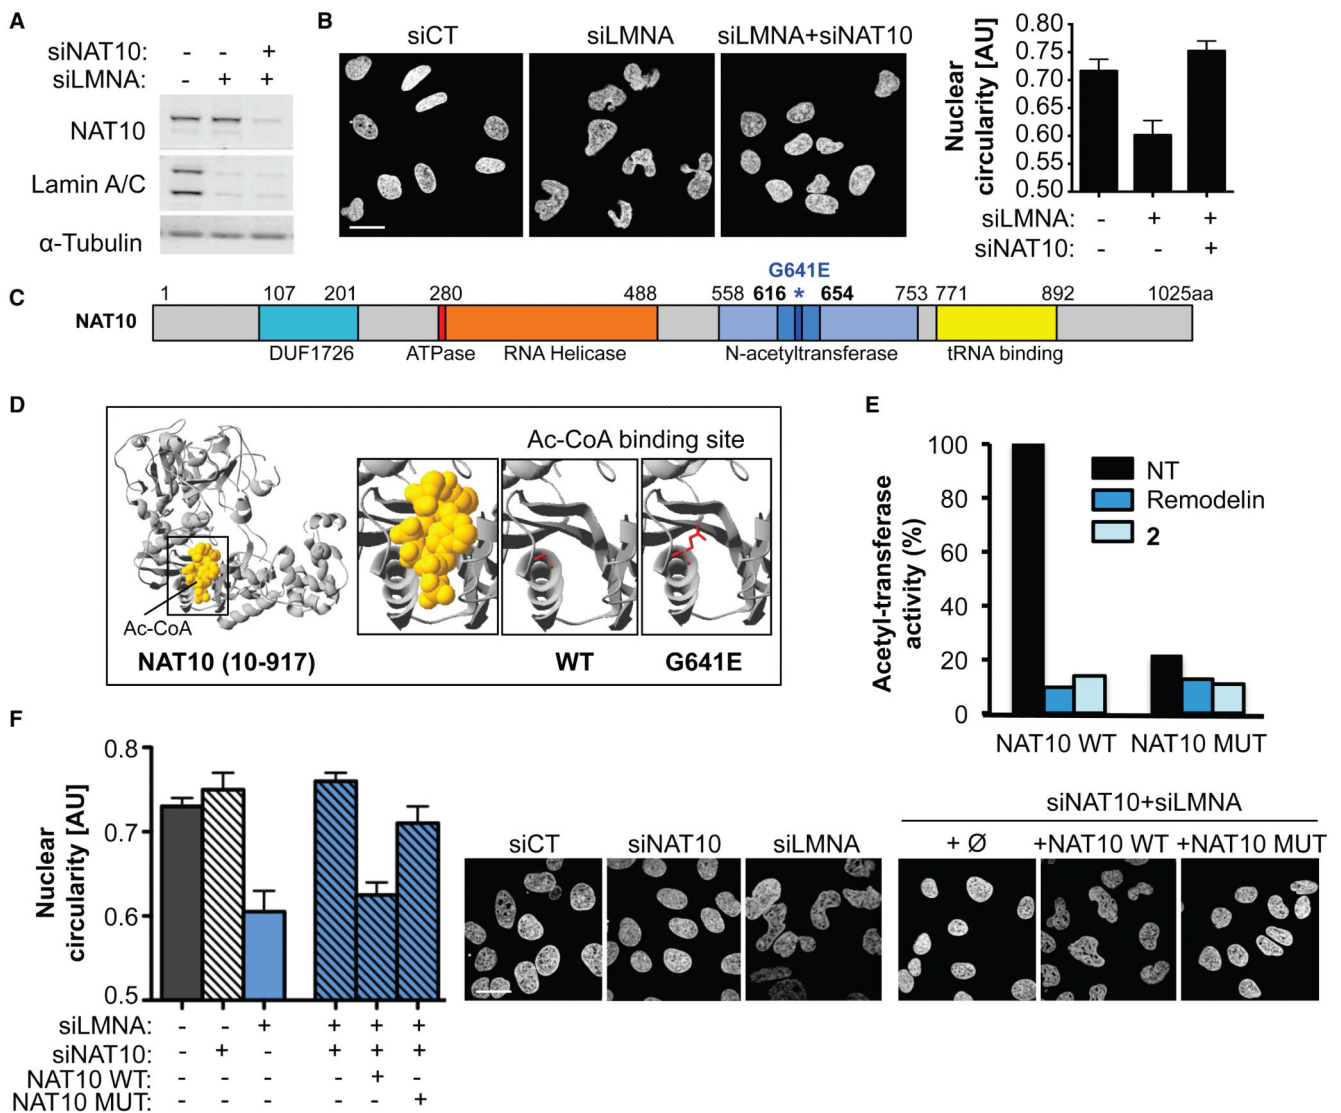 A
siNAT10: - - +
siLMNA: - + +
NAT10
Lamin A/C
α-Tubulin
B
siCT siLMNA siLMNA+siNAT10
Nuclear
circularity [AU]
0.80
0.75
0.70
0.65
0.60
0.55
0.50
siLMNA: - + +
siNAT10: - - +
C
G641E
1 107 201 280 488 558 616 * 654 753 771 892 1025aa
NAT10
DUF1726 ATPase RNA Helicase N-acetyltransferase tRNA binding
D
Ac-CoA binding site
Ac-CoA
NAT10 (10-917) WT G641E
E
Acetyl-transferase
activity (%)
100
80
60
40
20
0
NT
Remodelin
2
NAT10 WT NAT10 MUT
F
Nuclear
circularity [AU]
0.8
0.7
0.6
0.5
siLMNA: - - + + + +
siNAT10: - + - + + +
NAT10 WT: - - - - + -
NAT10 MUT: - - - - - +
siNAT10+siLMNA
siCT siNAT10 siLMNA + Ø +NAT10 WT +NAT10 MUT